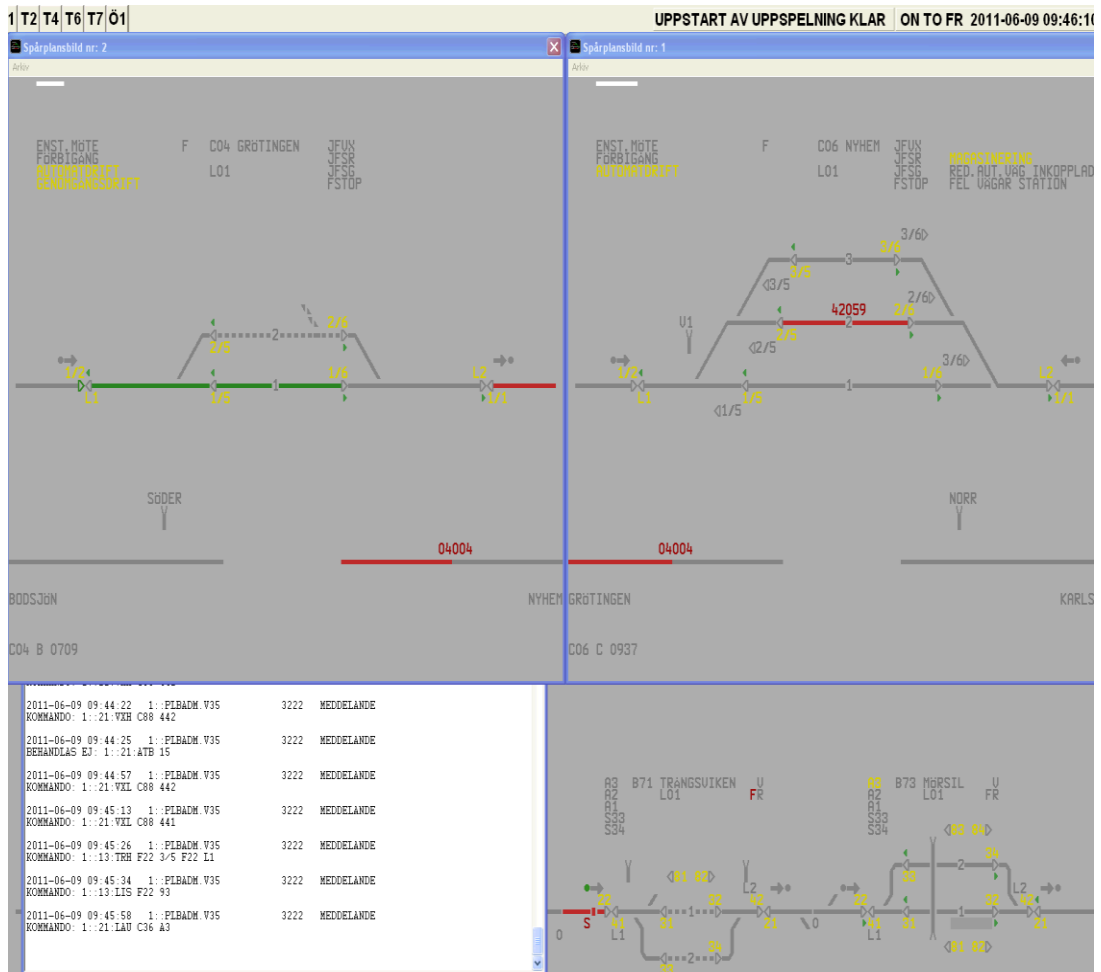 1 T2 T4 T6 T7 Ö1
UPPSTART AV UPPSPELNING KLAR ON TO FR 2011-06-09 09:46:10
Spårplansbild nr: 2
Arkiv
ENST.MÖTE F C04 GRÖTINGEN JFUX
FÖRBIGÅNG JFSR
AUTOMATDRIFT L01 JFSG
GENOMGÅNGSDRIFT FSTOP
2/6
2
2/5
1/2 1/6 L2
1
L1 1/5 1/1
SÖDER
04004
BODSJÖN NYHEM
C04 B 0709
Spårplansbild nr: 1
Arkiv
ENST.MÖTE F C06 NYHEM JFUX
FÖRBIGÅNG JFSR MAGASINERING
AUTOMATDRIFT L01 JFSG RED.AUT.VÄG INKOPPLAD
FSTOP FEL VÄGAR STATION
3/6
3/6
3
3/5
3/5
2/6
42059 2/6
V1 2
2/5
2/5
3/6
1/2 1/6 L2
1
L1 1/5 1/1
1/5
NORR
04004
GRÖTINGEN KARLS
C06 C 0937
2011-06-09 09:44:22 1::PLBADM.V35 3222 MEDDELANDE
KOMMANDO: 1::21:VXH C88 442
2011-06-09 09:44:25 1::PLBADM.V35 3222 MEDDELANDE
BEHANDLAS EJ: 1::21:ATB 15
2011-06-09 09:44:57 1::PLBADM.V35 3222 MEDDELANDE
KOMMANDO: 1::21:VXL C88 442
2011-06-09 09:45:13 1::PLBADM.V35 3222 MEDDELANDE
KOMMANDO: 1::21:VXL C88 441
2011-06-09 09:45:26 1::PLBADM.V35 3222 MEDDELANDE
KOMMANDO: 1::13:TRH F22 3/5 F22 L1
2011-06-09 09:45:34 1::PLBADM.V35 3222 MEDDELANDE
KOMMANDO: 1::13:LIS F22 93
2011-06-09 09:45:58 1::PLBADM.V35 3222 MEDDELANDE
KOMMANDO: 1::21:LAU C36 A3
A3 B71 TRÅNGSVIKEN V
A2 L01 FR
A1
S33
S34
B1 B2
L2
22 32 42
1
S 41 31 21
O L1
34
2
A3 B73 MÖRSIL V
A2 L01 FR
A1
S33
S34
B3 B4
34
2
33
L2
22 32 42
1
O 41 31 21
L1
B1 B2